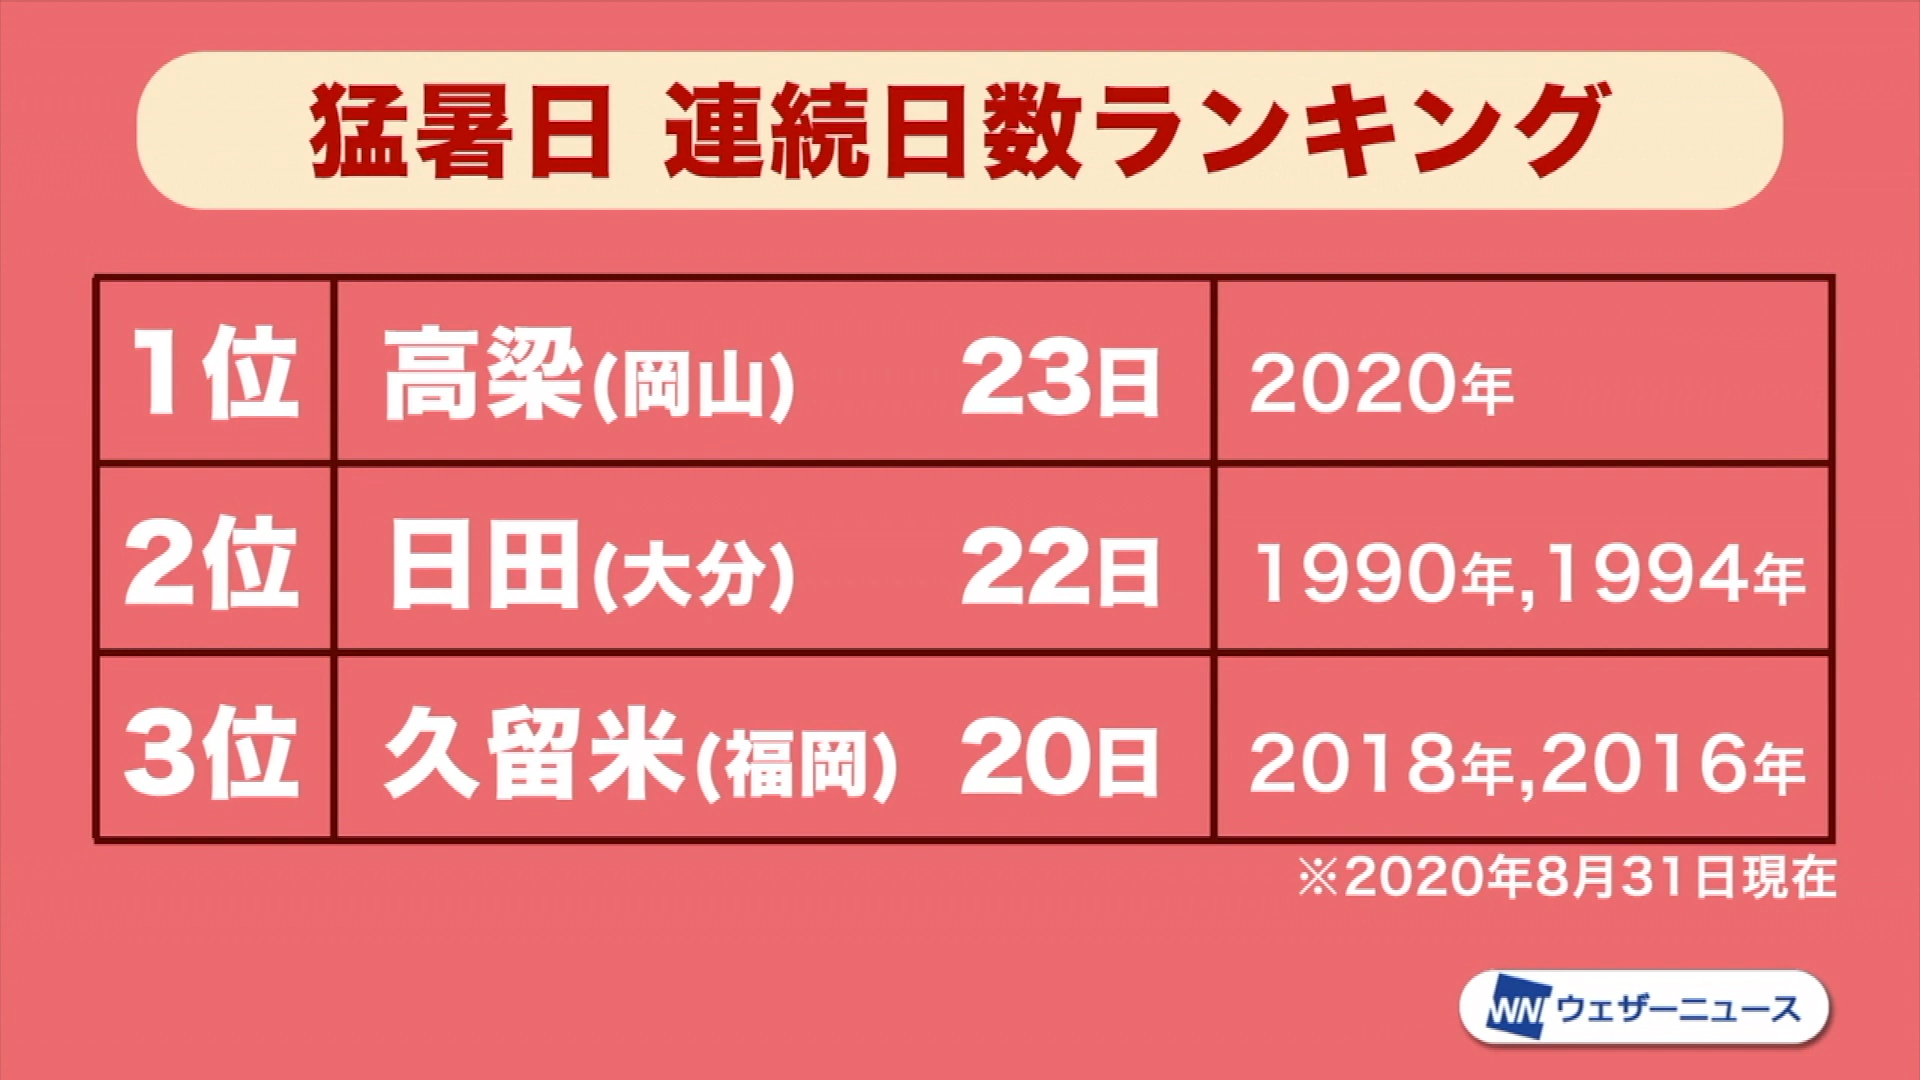 猛暑日 連続日数ランキング
1位 高梁(岡山) 23日 2020年
2位 日田(大分) 22日 1990年,1994年
3位 久留米(福岡) 20日 2018年,2016年
※2020年8月31日現在
WN ウェザーニュース